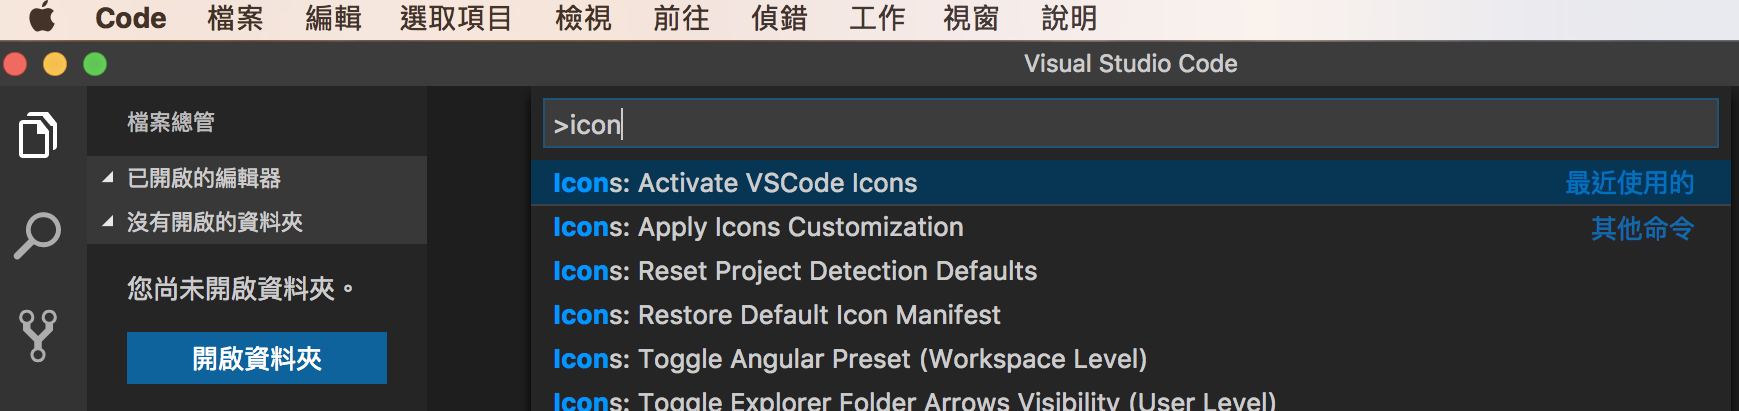 Code 檔案 編輯 選取項目 檢視 前往 偵錯 工作 視窗 說明
Visual Studio Code
檔案總管
已開啟的編輯器
沒有開啟的資料夾
您尚未開啟資料夾。
開啟資料夾
>icon
Icons: Activate VSCode Icons 最近使用的
Icons: Apply Icons Customization 其他命令
Icons: Reset Project Detection Defaults
Icons: Restore Default Icon Manifest
Icons: Toggle Angular Preset (Workspace Level)
Icons: Toggle Explorer Folder Arrows Visibility (User Level)